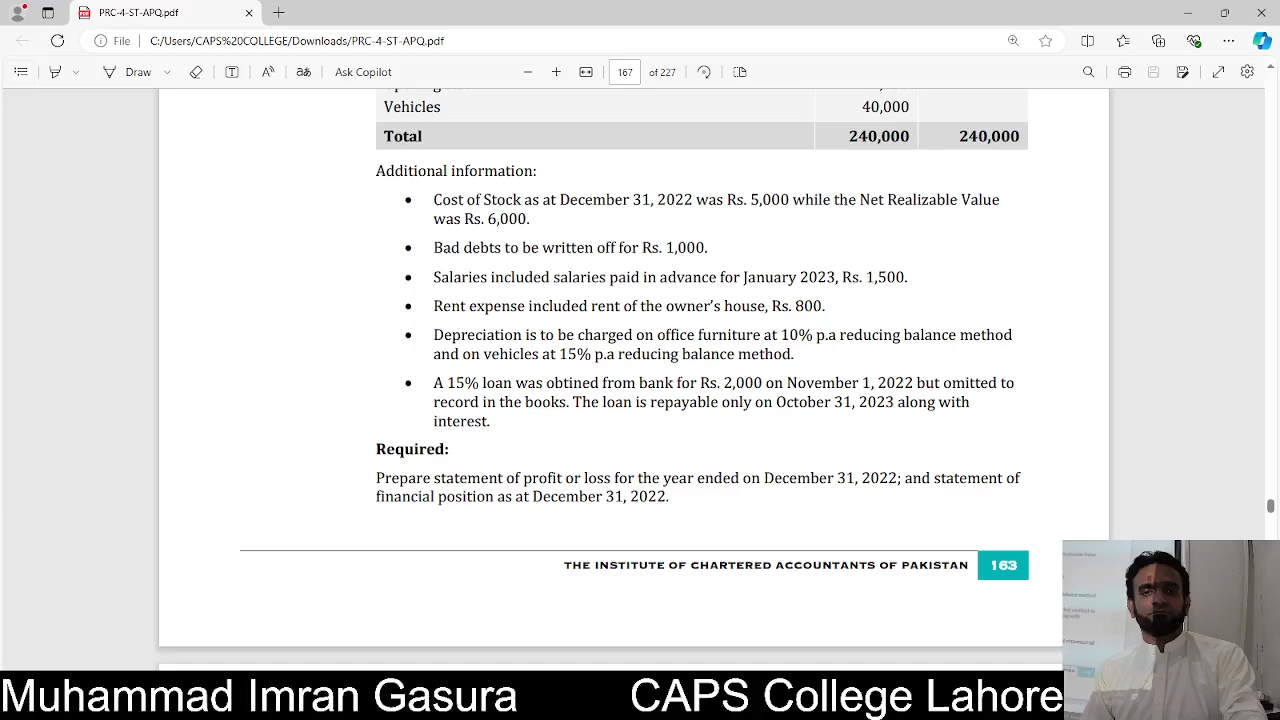 PRC-4-ST-APQ.pdf
File C:/Users/CAPS%20COLLEGE/Downloads/PRC-4-ST-APQ.pdf
Draw Ask Copilot 167 of 227
Vehicles 40,000
Total 240,000 240,000
Additional information:
• Cost of Stock as at December 31, 2022 was Rs. 5,000 while the Net Realizable Value
was Rs. 6,000.
• Bad debts to be written off for Rs. 1,000.
• Salaries included salaries paid in advance for January 2023, Rs. 1,500.
• Rent expense included rent of the owner's house, Rs. 800.
• Depreciation is to be charged on office furniture at 10% p.a reducing balance method
and on vehicles at 15% p.a reducing balance method.
• A 15% loan was obtined from bank for Rs. 2,000 on November 1, 2022 but omitted to
record in the books. The loan is repayable only on October 31, 2023 along with
interest.
Required:
Prepare statement of profit or loss for the year ended on December 31, 2022; and statement of
financial position as at December 31, 2022.
THE INSTITUTE OF CHARTERED ACCOUNTANTS OF PAKISTAN 163
Muhammad Imran Gasura CAPS College Lahore